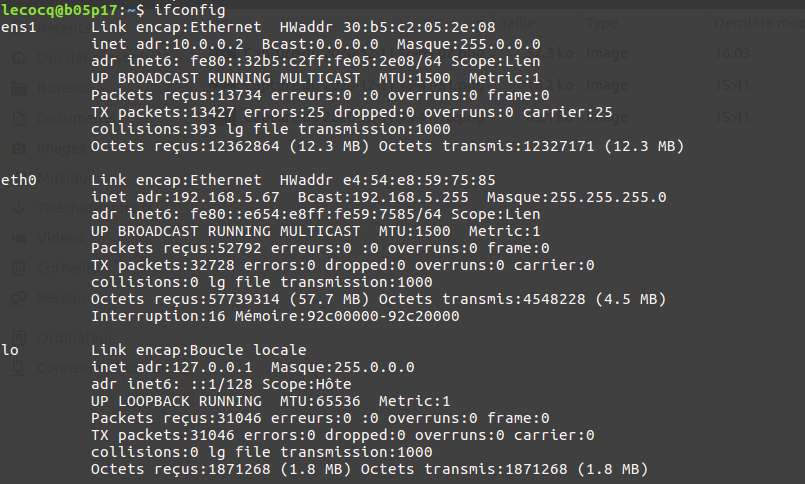 lecocq@b05p17:~$ ifconfig
ens1 Link encap:Ethernet HWaddr 30:b5:c2:05:2e:08
inet adr:10.0.0.2 Bcast:0.0.0.0 Masque:255.0.0.0
adr inet6: fe80::32b5:c2ff:fe05:2e08/64 Scope:Lien
UP BROADCAST RUNNING MULTICAST MTU:1500 Metric:1
Packets reçus:13734 erreurs:0 :0 overruns:0 frame:0
TX packets:13427 errors:25 dropped:0 overruns:0 carrier:25
collisions:393 lg file transmission:1000
Octets reçus:12362864 (12.3 MB) Octets transmis:12327171 (12.3 MB)
eth0 Link encap:Ethernet HWaddr e4:54:e8:59:75:85
inet adr:192.168.5.67 Bcast:192.168.5.255 Masque:255.255.255.0
adr inet6: fe80::e654:e8ff:fe59:7585/64 Scope:Lien
UP BROADCAST RUNNING MULTICAST MTU:1500 Metric:1
Packets reçus:52792 erreurs:0 :0 overruns:0 frame:0
TX packets:32728 errors:0 dropped:0 overruns:0 carrier:0
collisions:0 lg file transmission:1000
Octets reçus:57739314 (57.7 MB) Octets transmis:4548228 (4.5 MB)
Interruption:16 Mémoire:92c00000-92c20000
lo Link encap:Boucle locale
inet adr:127.0.0.1 Masque:255.0.0.0
adr inet6: ::1/128 Scope:Hôte
UP LOOPBACK RUNNING MTU:65536 Metric:1
Packets reçus:31046 erreurs:0 :0 overruns:0 frame:0
TX packets:31046 errors:0 dropped:0 overruns:0 carrier:0
collisions:0 lg file transmission:1000
Octets reçus:1871268 (1.8 MB) Octets transmis:1871268 (1.8 MB)
Taille Type
Image 16:03
Image 15:41
Image 15:41
Images